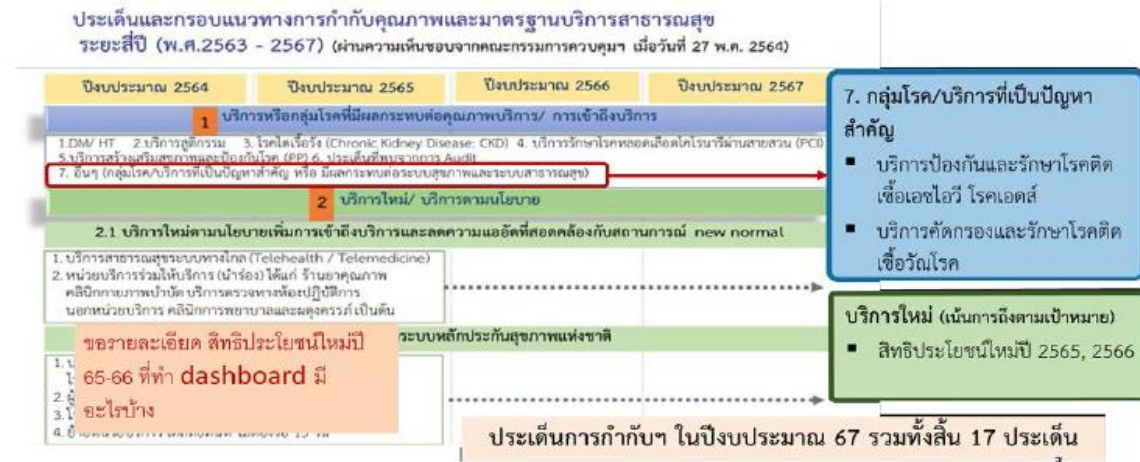 ประเด็นและกรอบแนวทางการกำกับคุณภาพและมาตรฐานบริการสาธารณสุข
ระยะสี่ปี (พ.ศ.2563 - 2567) (ผ่านความเห็นชอบจากคณะกรรมการควบคุมฯ เมื่อวันที่ 27 พ.ค. 2564)
ปีงบประมาณ 2564 ปีงบประมาณ 2565 ปีงบประมาณ 2566 ปีงบประมาณ 2567
1 บริการหรือกลุ่มโรคที่มีผลกระทบต่อคุณภาพบริการ/ การเข้าถึงบริการ
1.DM/ HT 2.บริการสูติกรรม 3. โรคไตเรื้อรัง (Chronic Kidney Disease: CKD) 4. บริการรักษาโรคหลอดเลือดโคโรนารีผ่านสายสวน (PCI)
5.บริการสร้างเสริมสุขภาพและป้องกันโรค (PP) 6. ประเด็นที่พบจากการ Audit
7. อื่นๆ (กลุ่มโรค/บริการที่เป็นปัญหาสำคัญ หรือ มีผลกระทบต่อระบบสุขภาพและระบบสาธารณสุข)
2 บริการใหม่/ บริการตามนโยบาย
2.1 บริการใหม่ตามนโยบายเพิ่มการเข้าถึงบริการและลดความแออัดที่สอดคล้องกับสถานการณ์ new normal
1. บริการสาธารณสุขระบบทางไกล (Telehealth / Telemedicine)
2. หน่วยบริการร่วมให้บริการ (นำร่อง) ได้แก่ ร้านยาคุณภาพ
คลินิกกายภาพบำบัด บริการตรวจทางห้องปฏิบัติการ
นอกหน่วยบริการ คลินิกการพยาบาลและผดุงครรภ์ เป็นต้น
ระบบหลักประกันสุขภาพแห่งชาติ
1.
2.
3.
4.
ขอรายละเอียด สิทธิประโยชน์ใหม่ปี
65-66 ที่ทำ dashboard มี
อะไรบ้าง
7. กลุ่มโรค/บริการที่เป็นปัญหา
สำคัญ
▪ บริการป้องกันและรักษาโรคติด
เชื้อเอชไอวี โรคเอดส์
▪ บริการคัดกรองและรักษาโรคติด
เชื้อวัณโรค
บริการใหม่ (เน้นการถึงตามเป้าหมาย)
▪ สิทธิประโยชน์ใหม่ปี 2565, 2566
ประเด็นการกำกับฯ ในปีงบประมาณ 67 รวมทั้งสิ้น 17 ประเด็น